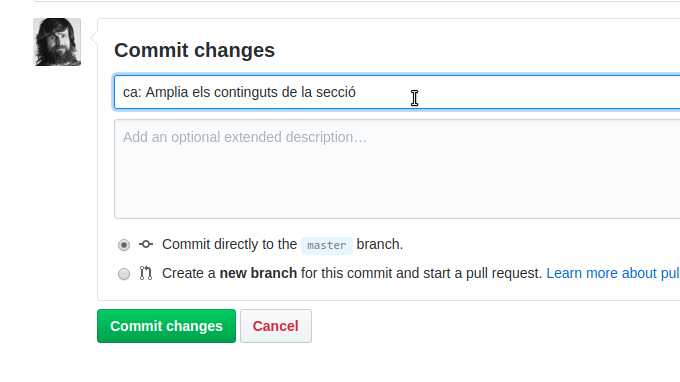 Commit changes
ca: Amplia els continguts de la secció
Add an optional extended description…
Commit directly to the master branch.
Create a new branch for this commit and start a pull request. Learn more about pul
Commit changes
Cancel